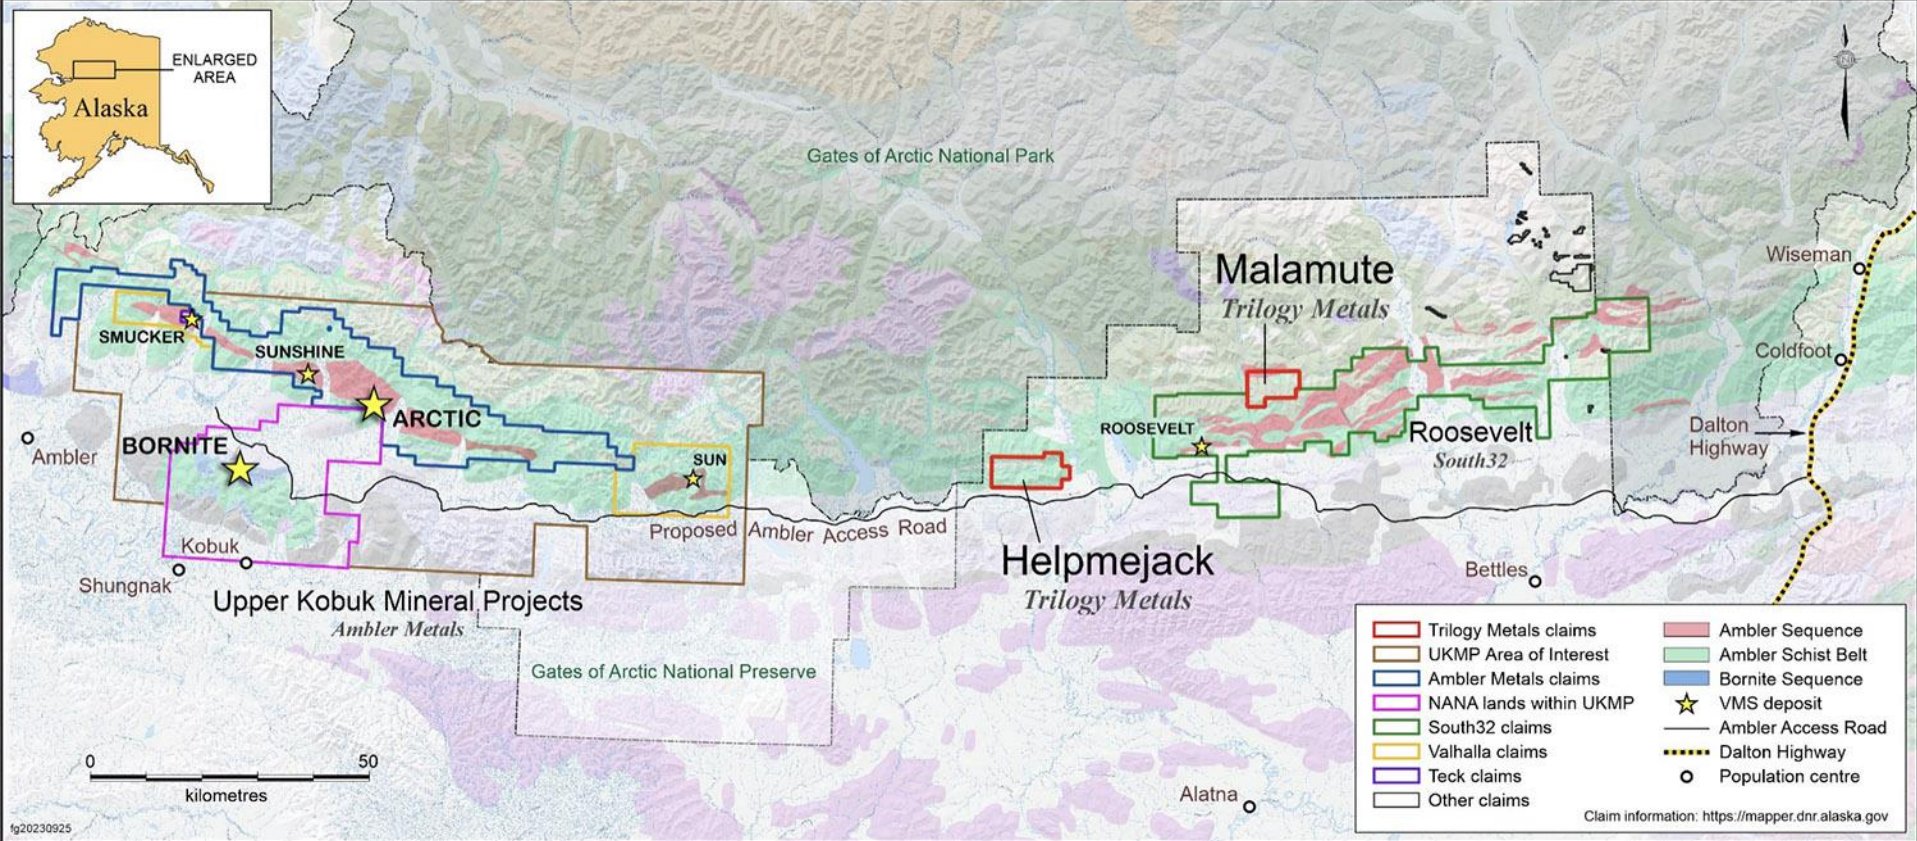 ENLARGED
AREA
Alaska
Gates of Arctic National Park
Malamute
Trilogy Metals
Wiseman
Coldfoot
Dalton
Highway
SMUCKER
SUNSHINE
ARCTIC
BORNITE
Ambler
SUN
ROOSEVELT
Roosevelt
South32
Proposed Ambler Access Road
Kobuk
Shungnak
Helpmejack
Trilogy Metals
Bettles
Upper Kobuk Mineral Projects
Ambler Metals
Gates of Arctic National Preserve
Alatna
0 50
kilometres
fg20230925
Trilogy Metals claims
UKMP Area of Interest
Ambler Metals claims
NANA lands within UKMP
South32 claims
Valhalla claims
Teck claims
Other claims
Ambler Sequence
Ambler Schist Belt
Bornite Sequence
VMS deposit
Ambler Access Road
Dalton Highway
Population centre
Claim information: https://mapper.dnr.alaska.gov